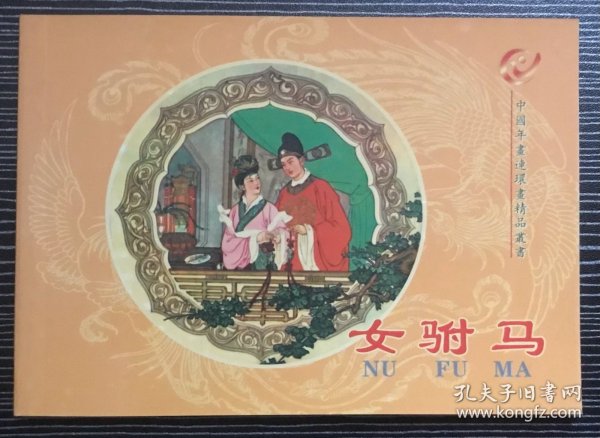 中國年畫連環畫精品叢書
女驸马
NU FU MA
孔夫子旧书网
www.kongfz.com